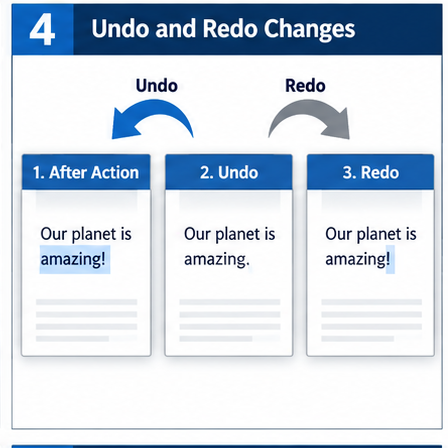 4
Undo and Redo Changes
Undo
Redo
1. After Action
Our planet is
amazing!
2. Undo
Our planet is
amazing.
3. Redo
Our planet is
amazing!